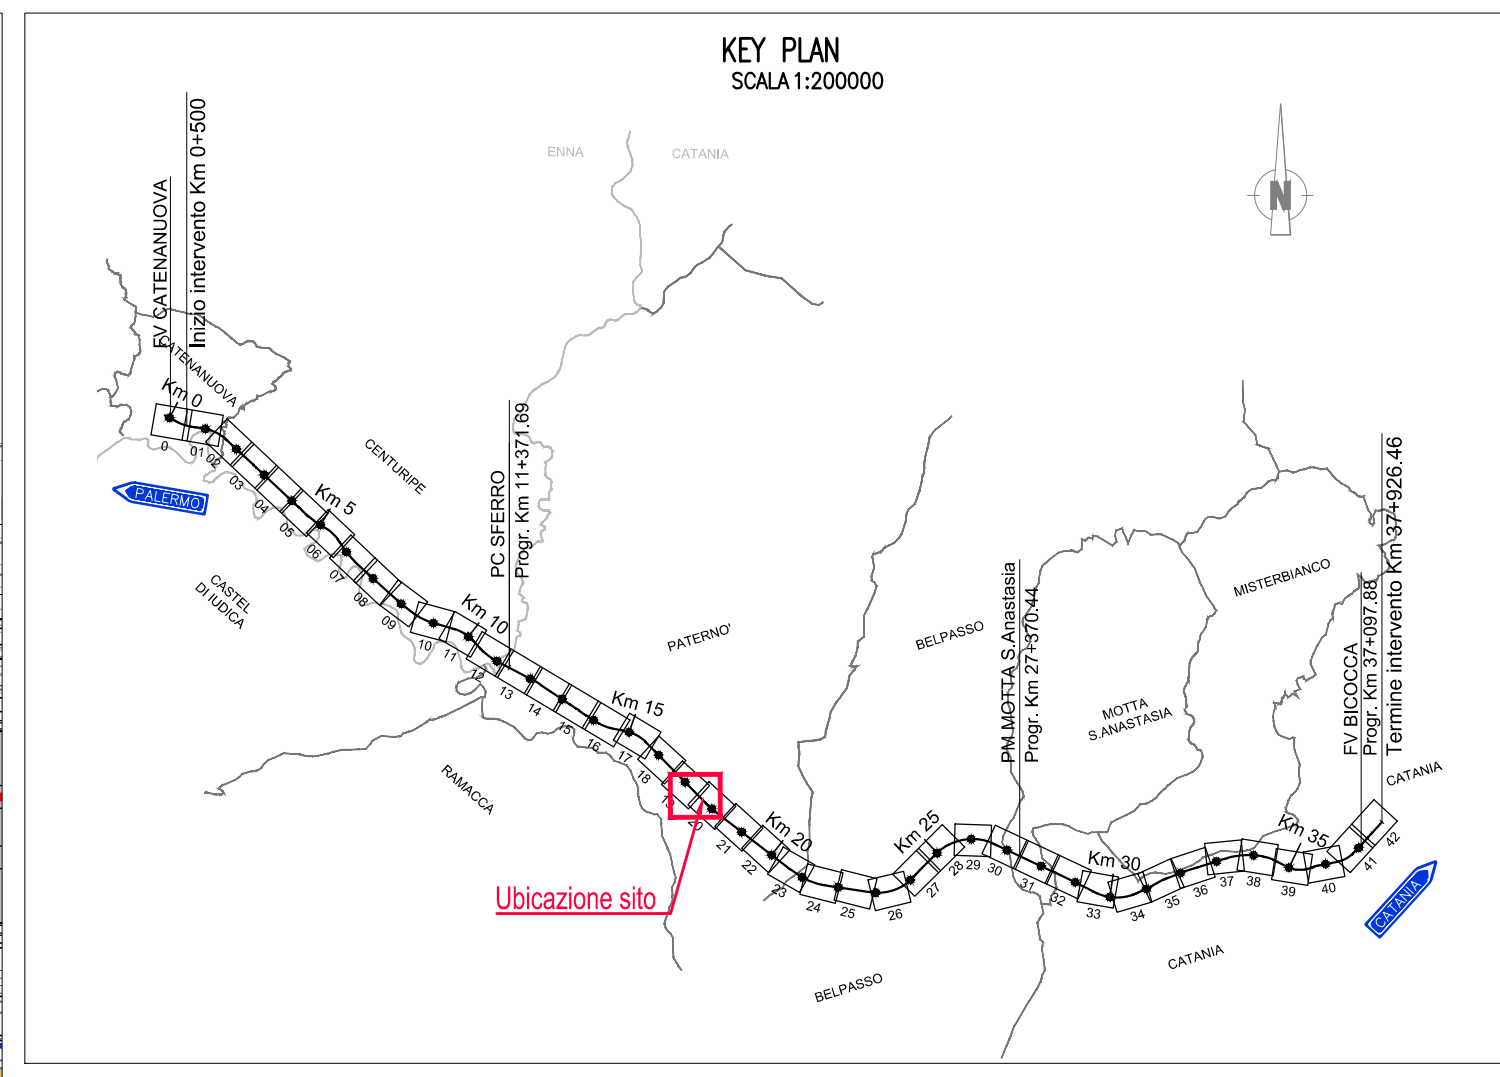 KEY PLAN
SCALA 1:200000
ENNA
CATANIA
N
FV CATENANUOVA
Inizio intervento Km 0+500
CATENANUOVA
Km 0
PALERMO
CENTURIPE
Km 5
CASTEL
DI IUDICA
PC SFERRO
Progr. Km 11+371.69
Km 10
PATERNO'
Km 15
RAMACCA
Ubicazione sito
Km 20
BELPASSO
BELPASSO
Km 25
PM MOTTA S.Anastasia
Progr. Km 27+370.44
MOTTA
S.ANASTASIA
MISTERBIANCO
Km 30
CATANIA
Km 35
FV BICOCCA
Progr. Km 37+097.88
Termine intervento Km 37+926.46
CATANIA
CATANIA
0
01
02
03
04
05
06
07
08
09
10
11
12
13
14
15
16
17
18
19
20
21
22
23
24
25
26
27
28
29
30
31
32
33
34
35
36
37
38
39
40
41
42